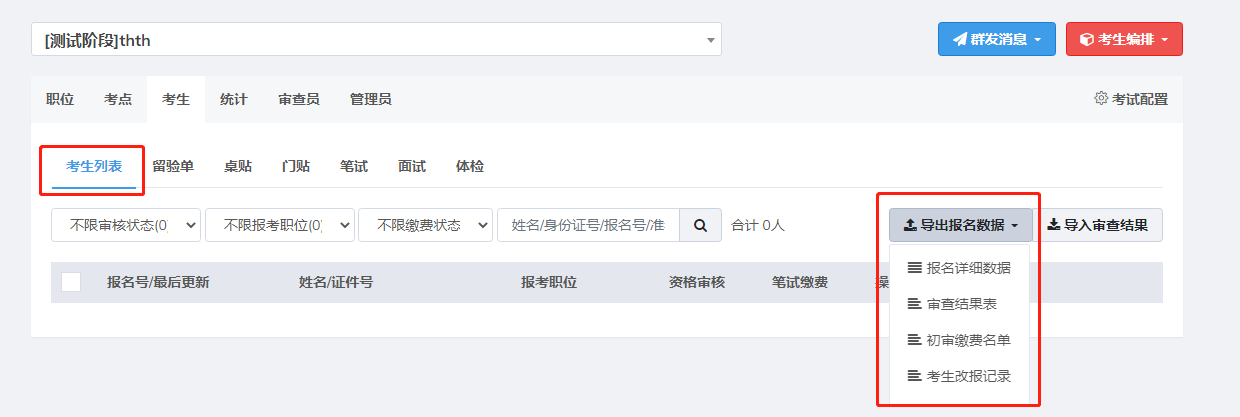 [测试阶段]thth
群发消息
考生编排
职位 考点 考生 统计 审查员 管理员 考试配置
考生列表 留验单 桌贴 门贴 笔试 面试 体检
不限审核状态(0) 不限报考职位(0) 不限缴费状态 姓名/身份证号/报名号/准 合计 0人 导出报名数据 导入审查结果
报名号/最后更新 姓名/证件号 报考职位 资格审核 笔试缴费 操
报名详细数据
审查结果表
初审缴费名单
考生改报记录